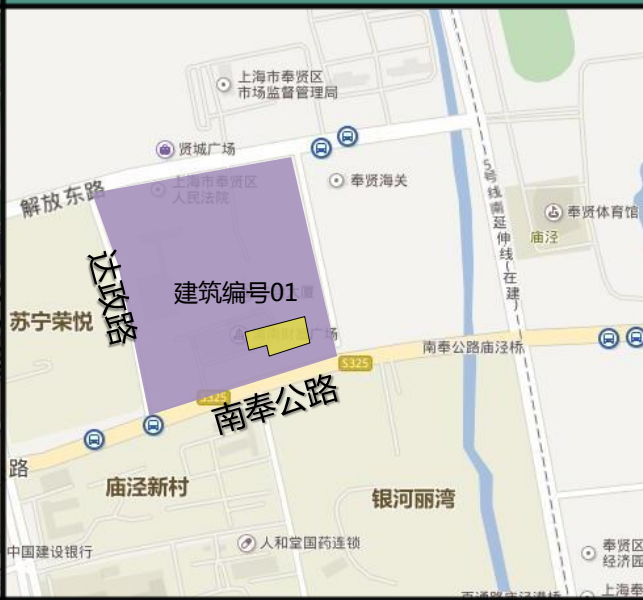 上海市奉贤区
市场监督管理局
贤城广场
上海市奉贤区
人民法院
奉贤海关
解放东路
5号线南延伸线(在建)
奉贤体育馆
庙泾
达政路
建筑编号01
大厦
苏宁荣悦
广场
南奉公路庙泾桥
S325
S325
南奉公路
路
庙泾新村
银河丽湾
中国建设银行
人和堂国药连锁
奉贤区
经济园
上海奉